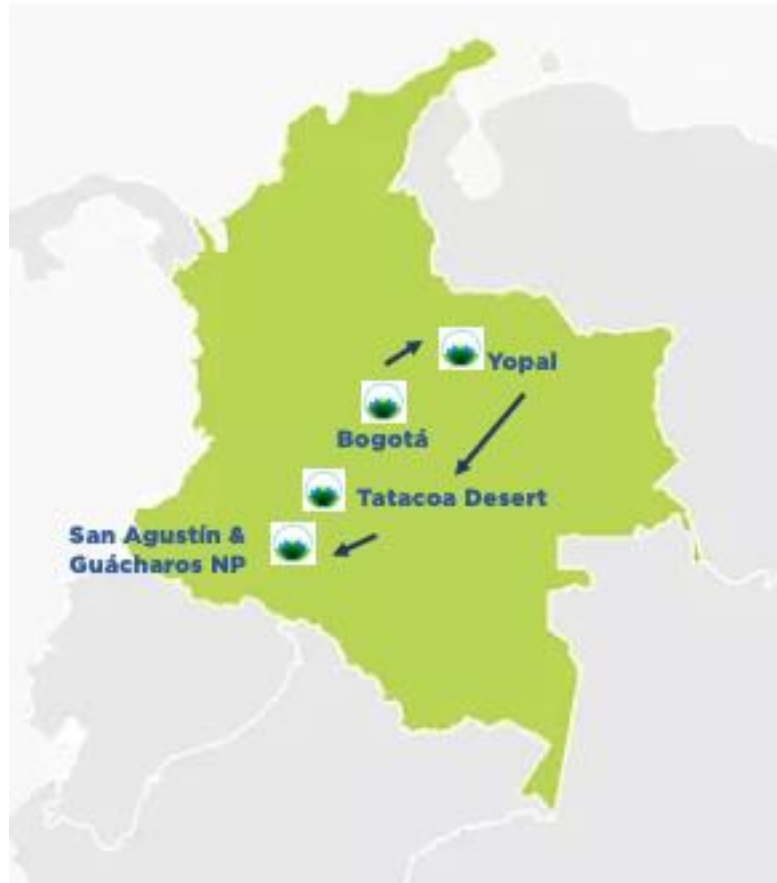 Yopal
Bogotá
Tatacoa Desert
San Agustín &
Guácharos NP